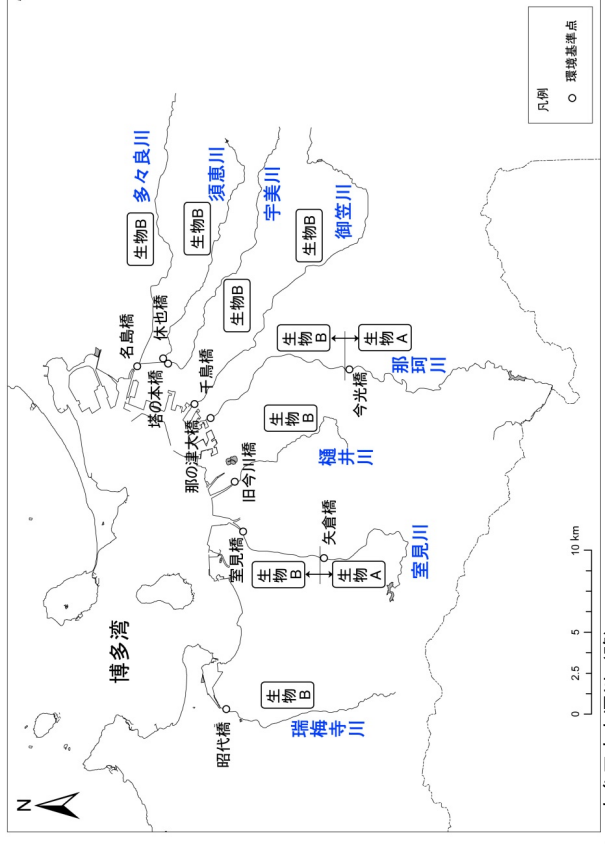 N
博多湾
名島橋
休也橋
塔の本橋
千鳥橋
那の津大橋
旧今川橋
室見橋
矢倉橋
昭代橋
今光橋
多々良川
須恵川
宇美川
御笠川
那珂川
樋井川
室見川
瑞梅寺川
生物B
生物B
生物B
生物B
生物B
生物A
生物B
生物B
生物A
生物B
凡例
環境基準点
0 2.5 5 10 km